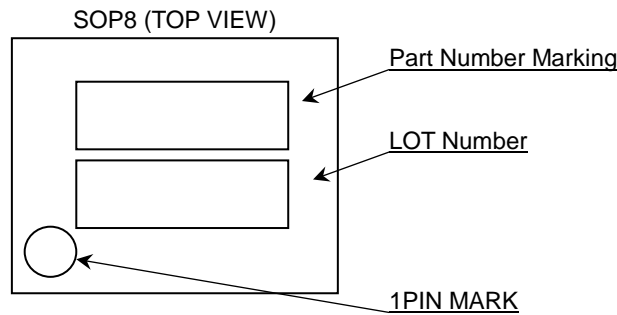 SOP8 (TOP VIEW)
Part Number Marking
LOT Number
1PIN MARK